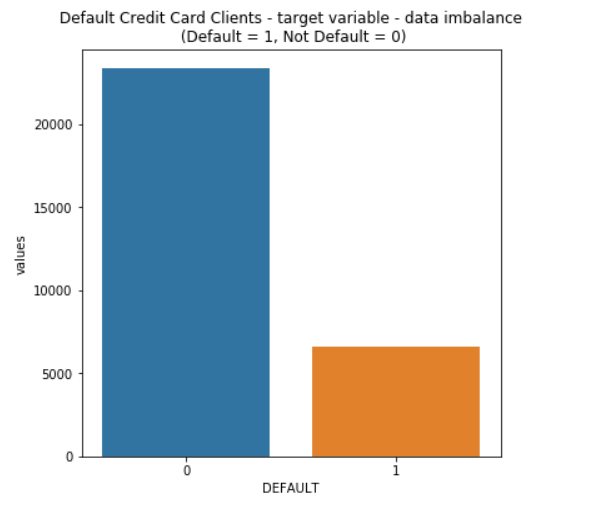 Default Credit Card Clients - target variable - data imbalance
(Default = 1, Not Default = 0)
20000
15000
10000
5000
0
values
0 1
DEFAULT